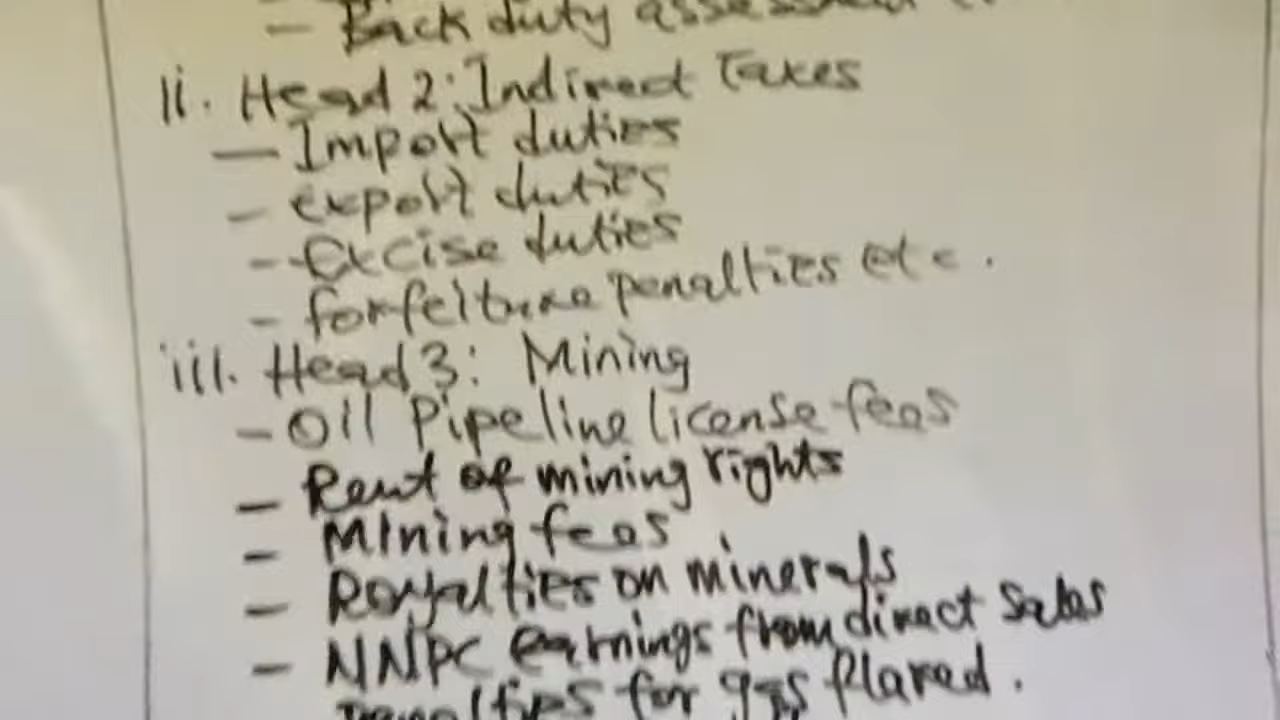 - Back duty assessment
ii. Head 2: Indirect Taxes
- Import duties
- export duties
- Excise duties
- forfeiture penalties etc.
iii. Head 3: Mining
- Oil Pipeline license fees
- Rent of mining rights
- Mining fees
- Royalties on minerals
- NNPC earnings from direct sales
Penalties for gas flared.